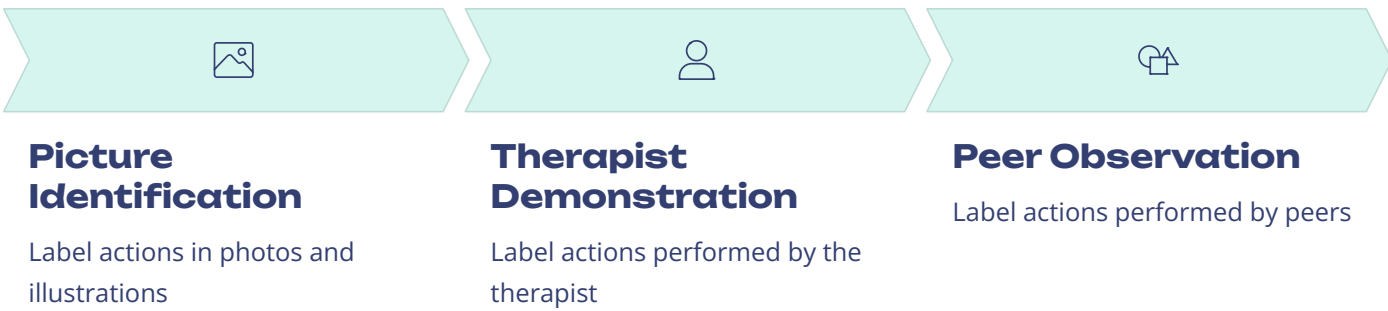 Picture
Identification
Label actions in photos and
illustrations
Therapist
Demonstration
Label actions performed by the
therapist
Peer Observation
Label actions performed by peers